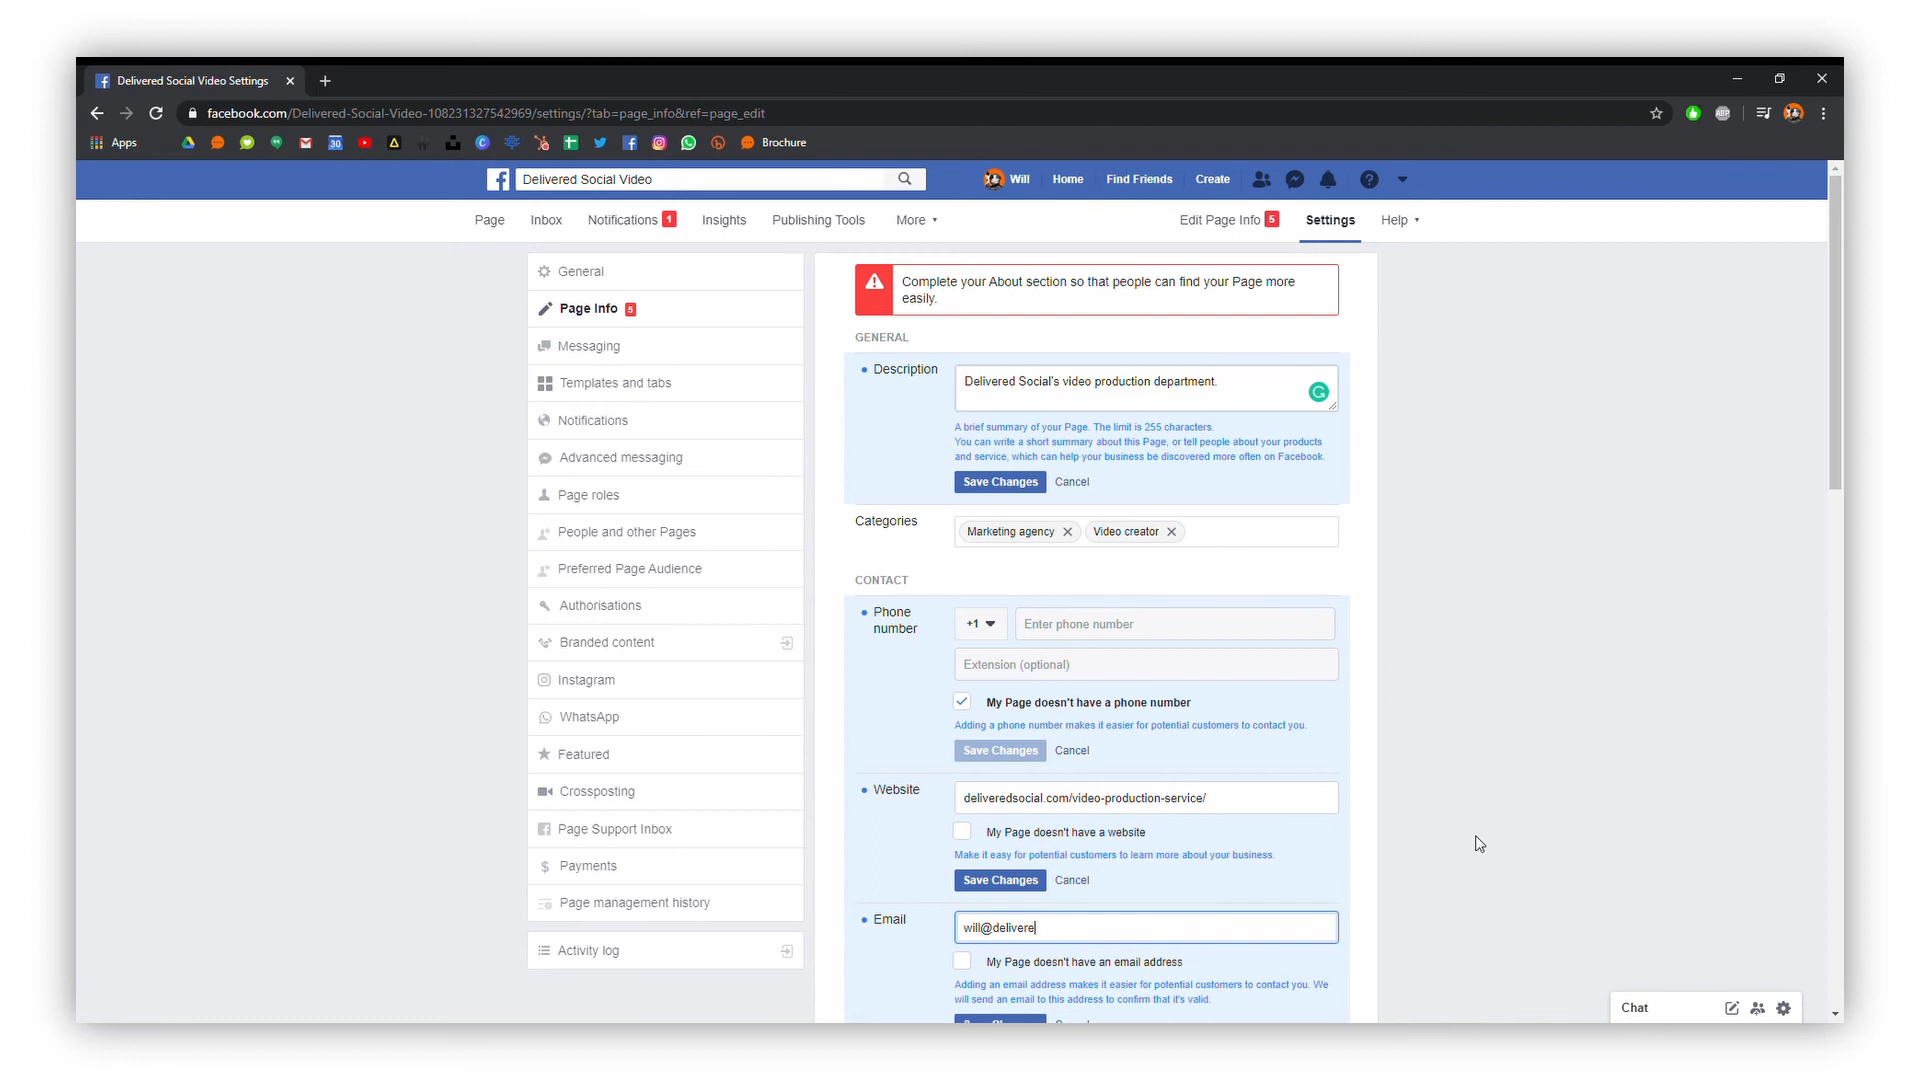 Delivered Social Video Settings
facebook.com/Delivered-Social-Video-108231327542969/settings/?tab=page_info&ref=page_edit
ABP
Apps
30
Brochure
Delivered Social Video
Will
Home
Find Friends
Create
Page
Inbox
Notifications 1
Insights
Publishing Tools
More
Edit Page Info 5
Settings
Help
General
Page Info 5
Messaging
Templates and tabs
Notifications
Advanced messaging
Page roles
People and other Pages
Preferred Page Audience
Authorisations
Branded content
Instagram
WhatsApp
Featured
Crossposting
Page Support Inbox
Payments
Page management history
Activity log
Complete your About section so that people can find your Page more
easily.
GENERAL
Description
Delivered Social's video production department.
A brief summary of your Page. The limit is 255 characters.
You can write a short summary about this Page, or tell people about your products
and service, which can help your business be discovered more often on Facebook.
Save Changes
Cancel
Categories
Marketing agency
Video creator
CONTACT
Phone
number
+1
Enter phone number
Extension (optional)
My Page doesn't have a phone number
Adding a phone number makes it easier for potential customers to contact you.
Save Changes
Cancel
Website
deliveredsocial.com/video-production-service/
My Page doesn't have a website
Make it easy for potential customers to learn more about your business.
Save Changes
Cancel
Email
will@delivere
My Page doesn't have an email address
Adding an email address makes it easier for potential customers to contact you. We
will send an email to this address to confirm that it's valid.
Chat